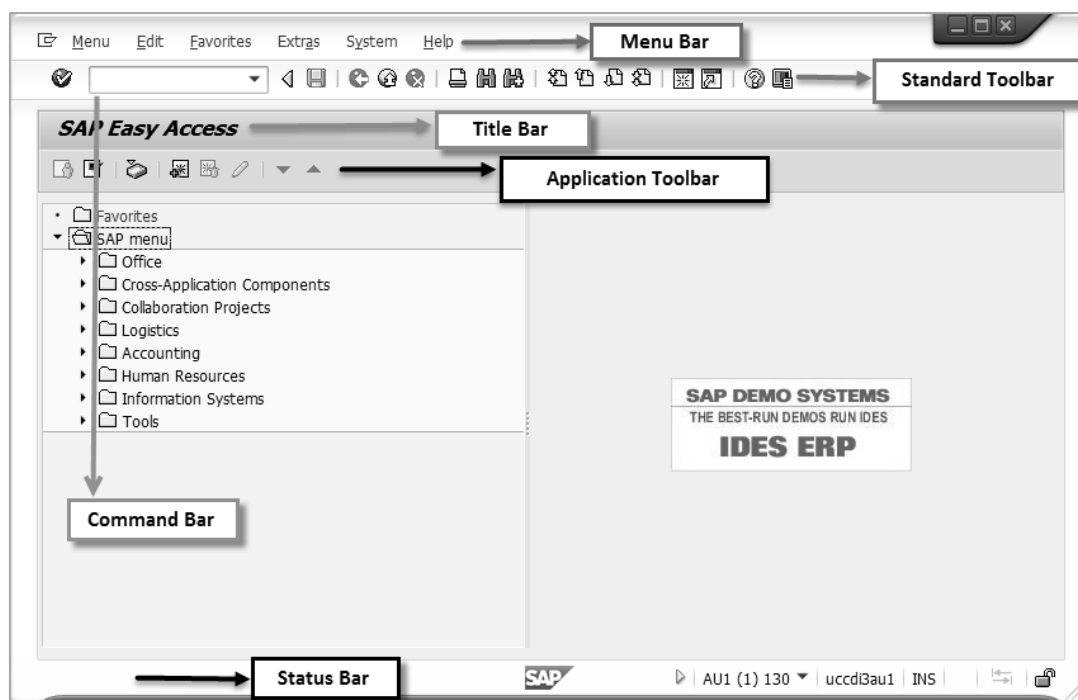 Menu Edit Favorites Extras System Help
Menu Bar
Standard Toolbar
SAP Easy Access
Title Bar
Application Toolbar
Favorites
SAP menu
Office
Cross-Application Components
Collaboration Projects
Logistics
Accounting
Human Resources
Information Systems
Tools
SAP DEMO SYSTEMS
THE BEST-RUN DEMOS RUN IDES
IDES ERP
Command Bar
Status Bar
SAP
AU1 (1) 130 uccdi3au1 INS